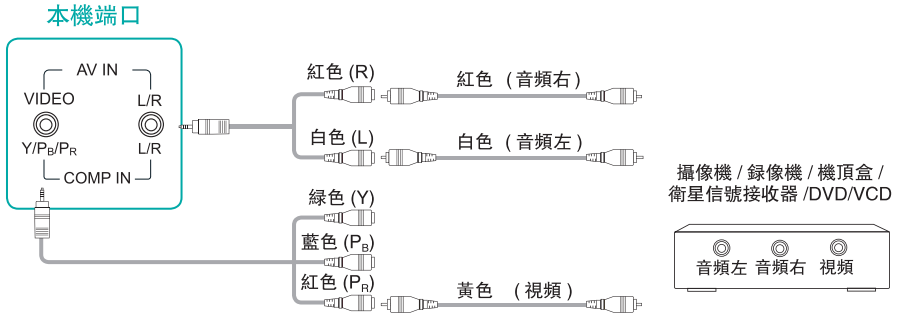 本機端口
AV IN
VIDEO
L/R
Y/PB/PR
L/R
COMP IN
紅色 (R)
紅色 (音頻右)
白色 (L)
白色 (音頻左)
綠色 (Y)
藍色 (PB)
紅色 (PR)
黃色 (視頻)
攝像機 / 録像機 / 機頂盒 /
衛星信號接收器 /DVD/VCD
音頻左 音頻右 視頻